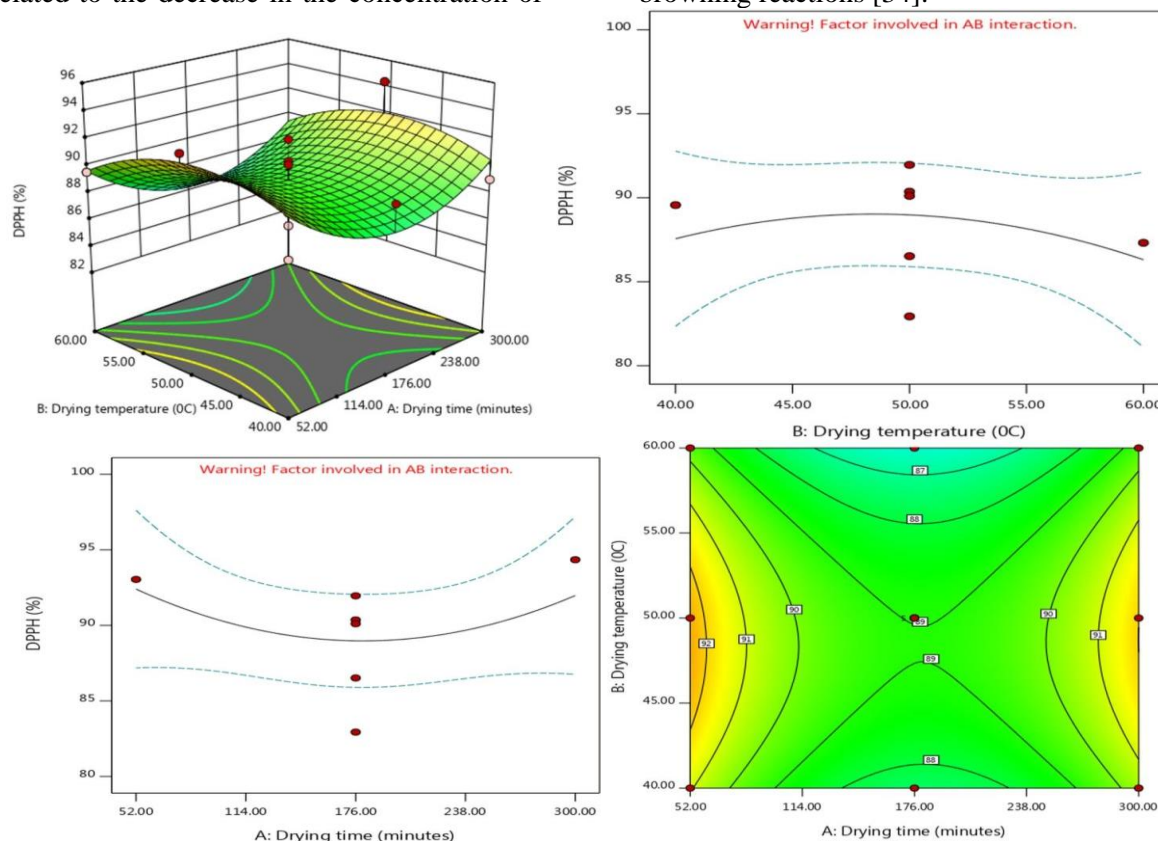 elated to the decrease in the concentration of
browning reactions [34].
96
94
92
90
88
86
84
82
DPPH (%)
60.00
55.00
50.00
45.00
40.00
B: Drying temperature (0C)
52.00
114.00
176.00
238.00
300.00
A: Drying time (minutes)
Warning! Factor involved in AB interaction.
100
95
90
85
80
DPPH (%)
40.00 45.00 50.00 55.00 60.00
B: Drying temperature (0C)
Warning! Factor involved in AB interaction.
100
95
90
85
80
DPPH (%)
52.00 114.00 176.00 238.00 300.00
A: Drying time (minutes)
60.00
55.00
50.00
45.00
40.00
B: Drying temperature (0C)
87
88
90
5
89
90
92
91
91
89
88
52.00 114.00 176.00 238.00 300.00
A: Drying time (minutes)